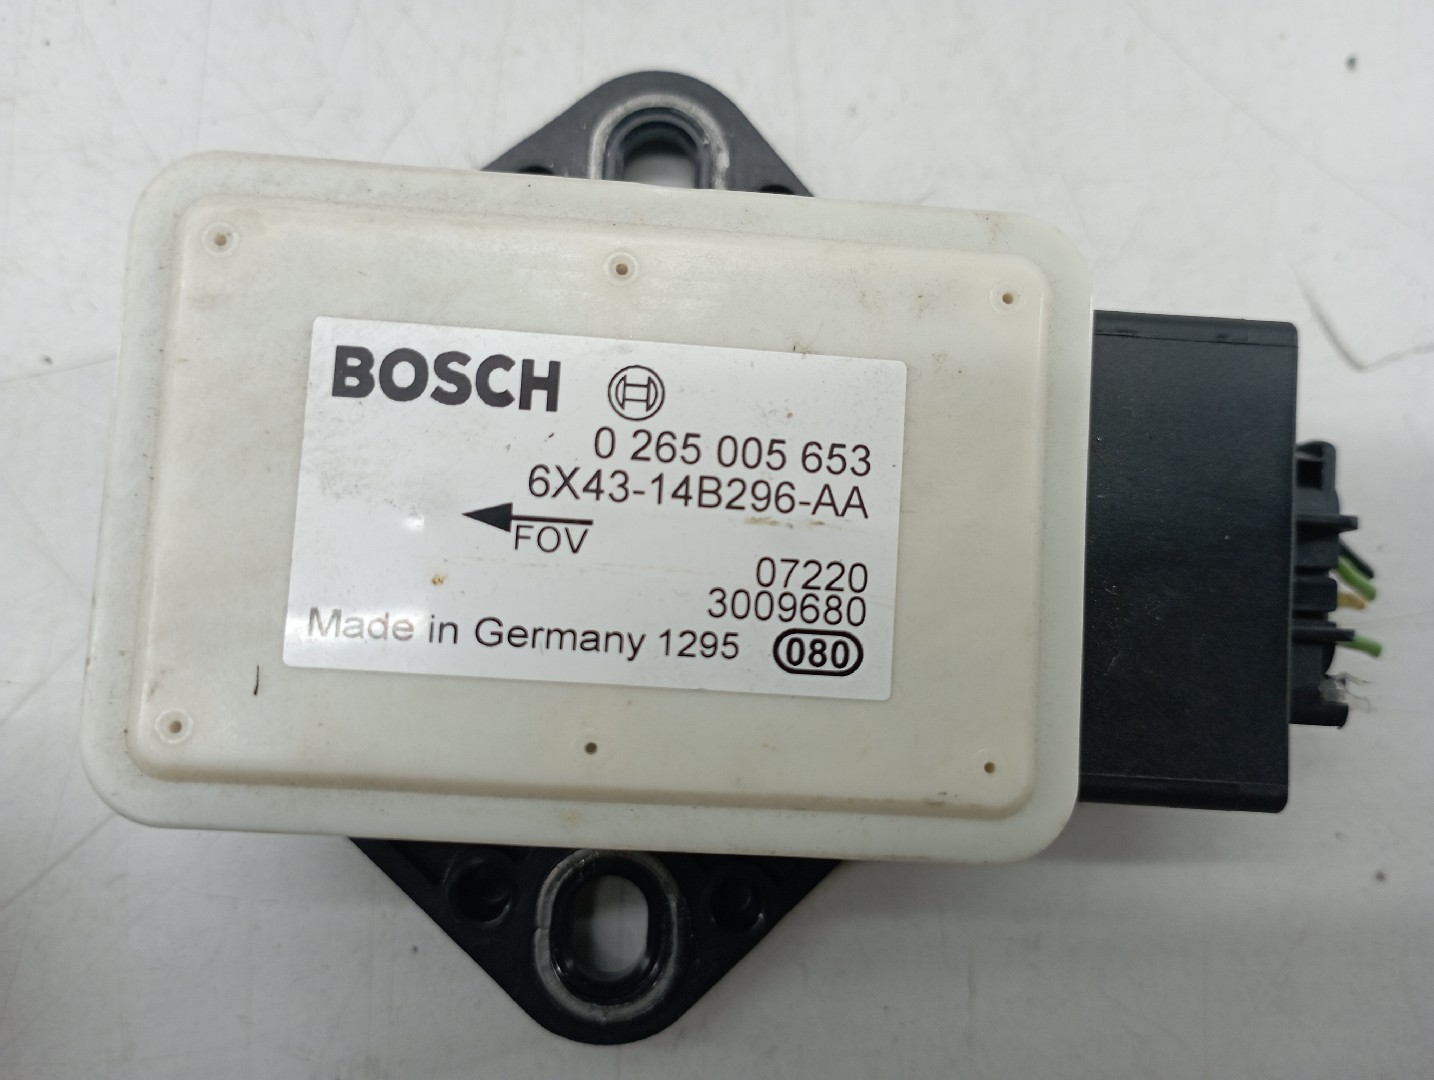 BOSCH
0 265 005 653
6X43-14B296-AA
FOV
07220
3009680
Made in Germany 1295 080